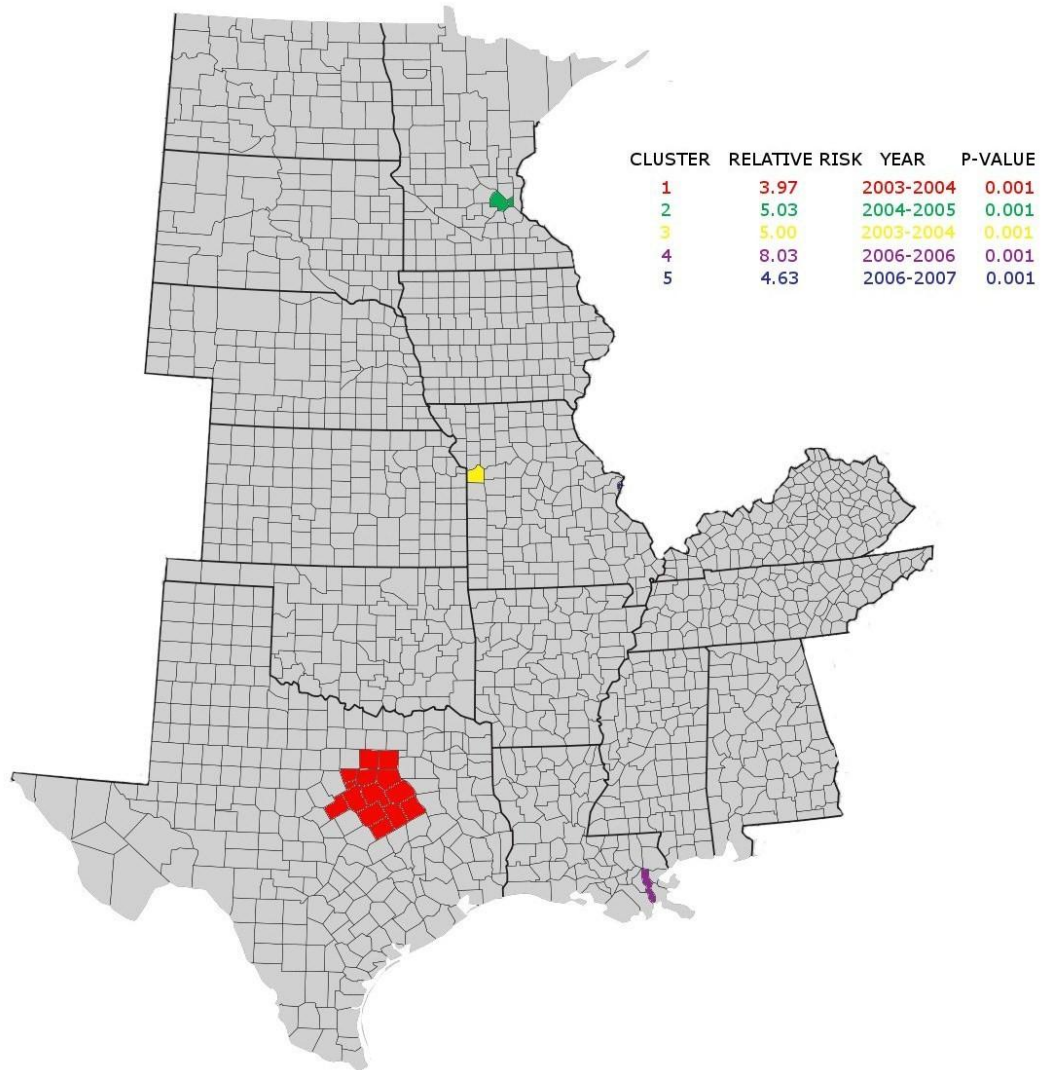 CLUSTER RELATIVE RISK YEAR P-VALUE
1 3.97 2003-2004 0.001
2 5.03 2004-2005 0.001
3 5.00 2003-2004 0.001
4 8.03 2006-2006 0.001
5 4.63 2006-2007 0.001